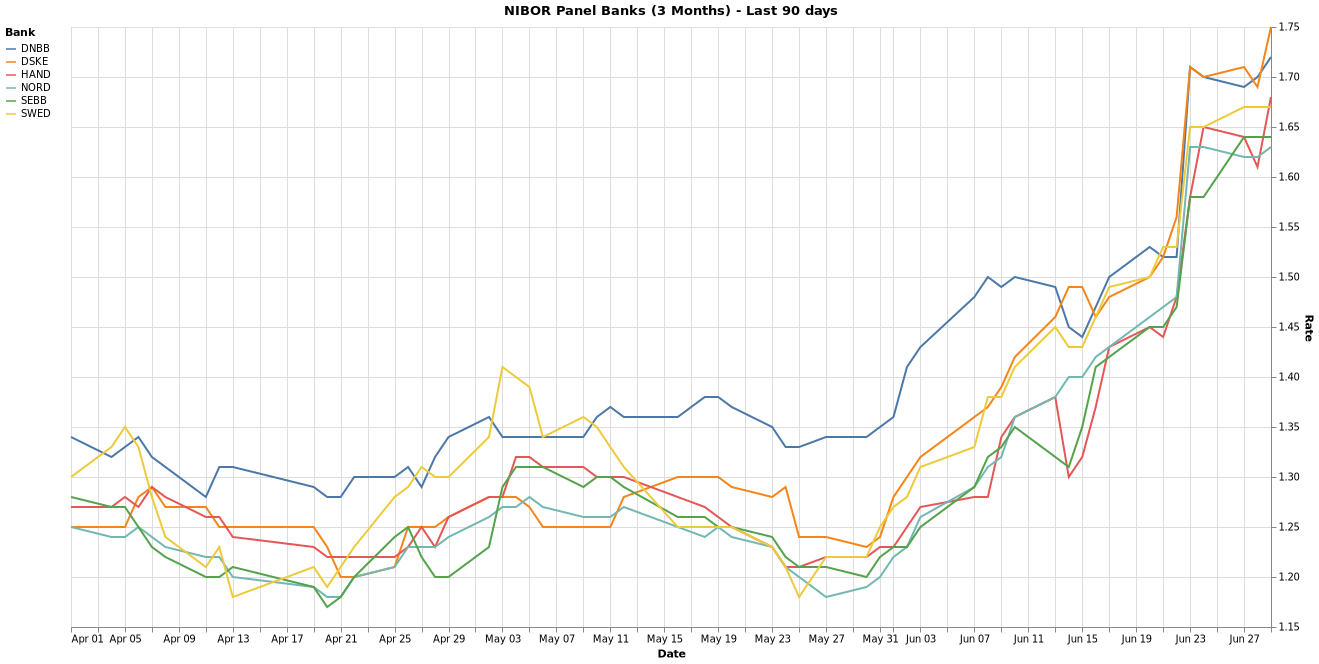 NIBOR Panel Banks (3 Months) - Last 90 days
Bank
DNBB
DSKE
HAND
NORD
SEBB
SWED
1.75
1.70
1.65
1.60
1.55
1.50
1.45
1.40
1.35
1.30
1.25
1.20
1.15
Rate
Apr 01 Apr 05 Apr 09 Apr 13 Apr 17 Apr 21 Apr 25 Apr 29 May 03 May 07 May 11 May 15 May 19 May 23 May 27 May 31 Jun 03 Jun 07 Jun 11 Jun 15 Jun 19 Jun 23 Jun 27
Date